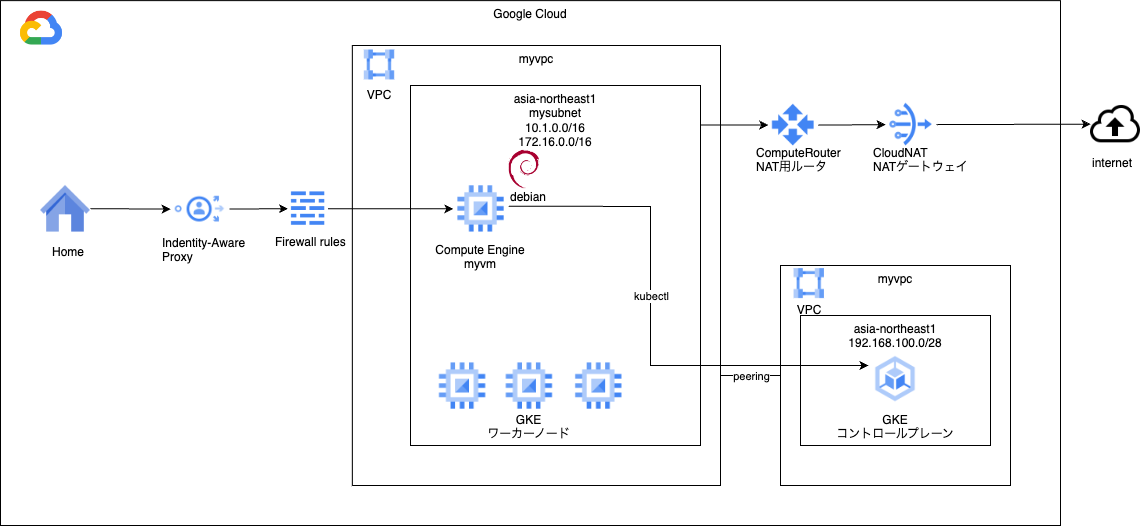 Google Cloud
myvpc
VPC
asia-northeast1
mysubnet
10.1.0.0/16
172.16.0.0/16
debian
Compute Engine
myvm
Home
Indentity-Aware
Proxy
Firewall rules
ComputeRouter
NAT用ルータ
CloudNAT
NATゲートウェイ
internet
kubectl
peering
GKE
ワーカーノード
myvpc
VPC
asia-northeast1
192.168.100.0/28
GKE
コントロールプレーン